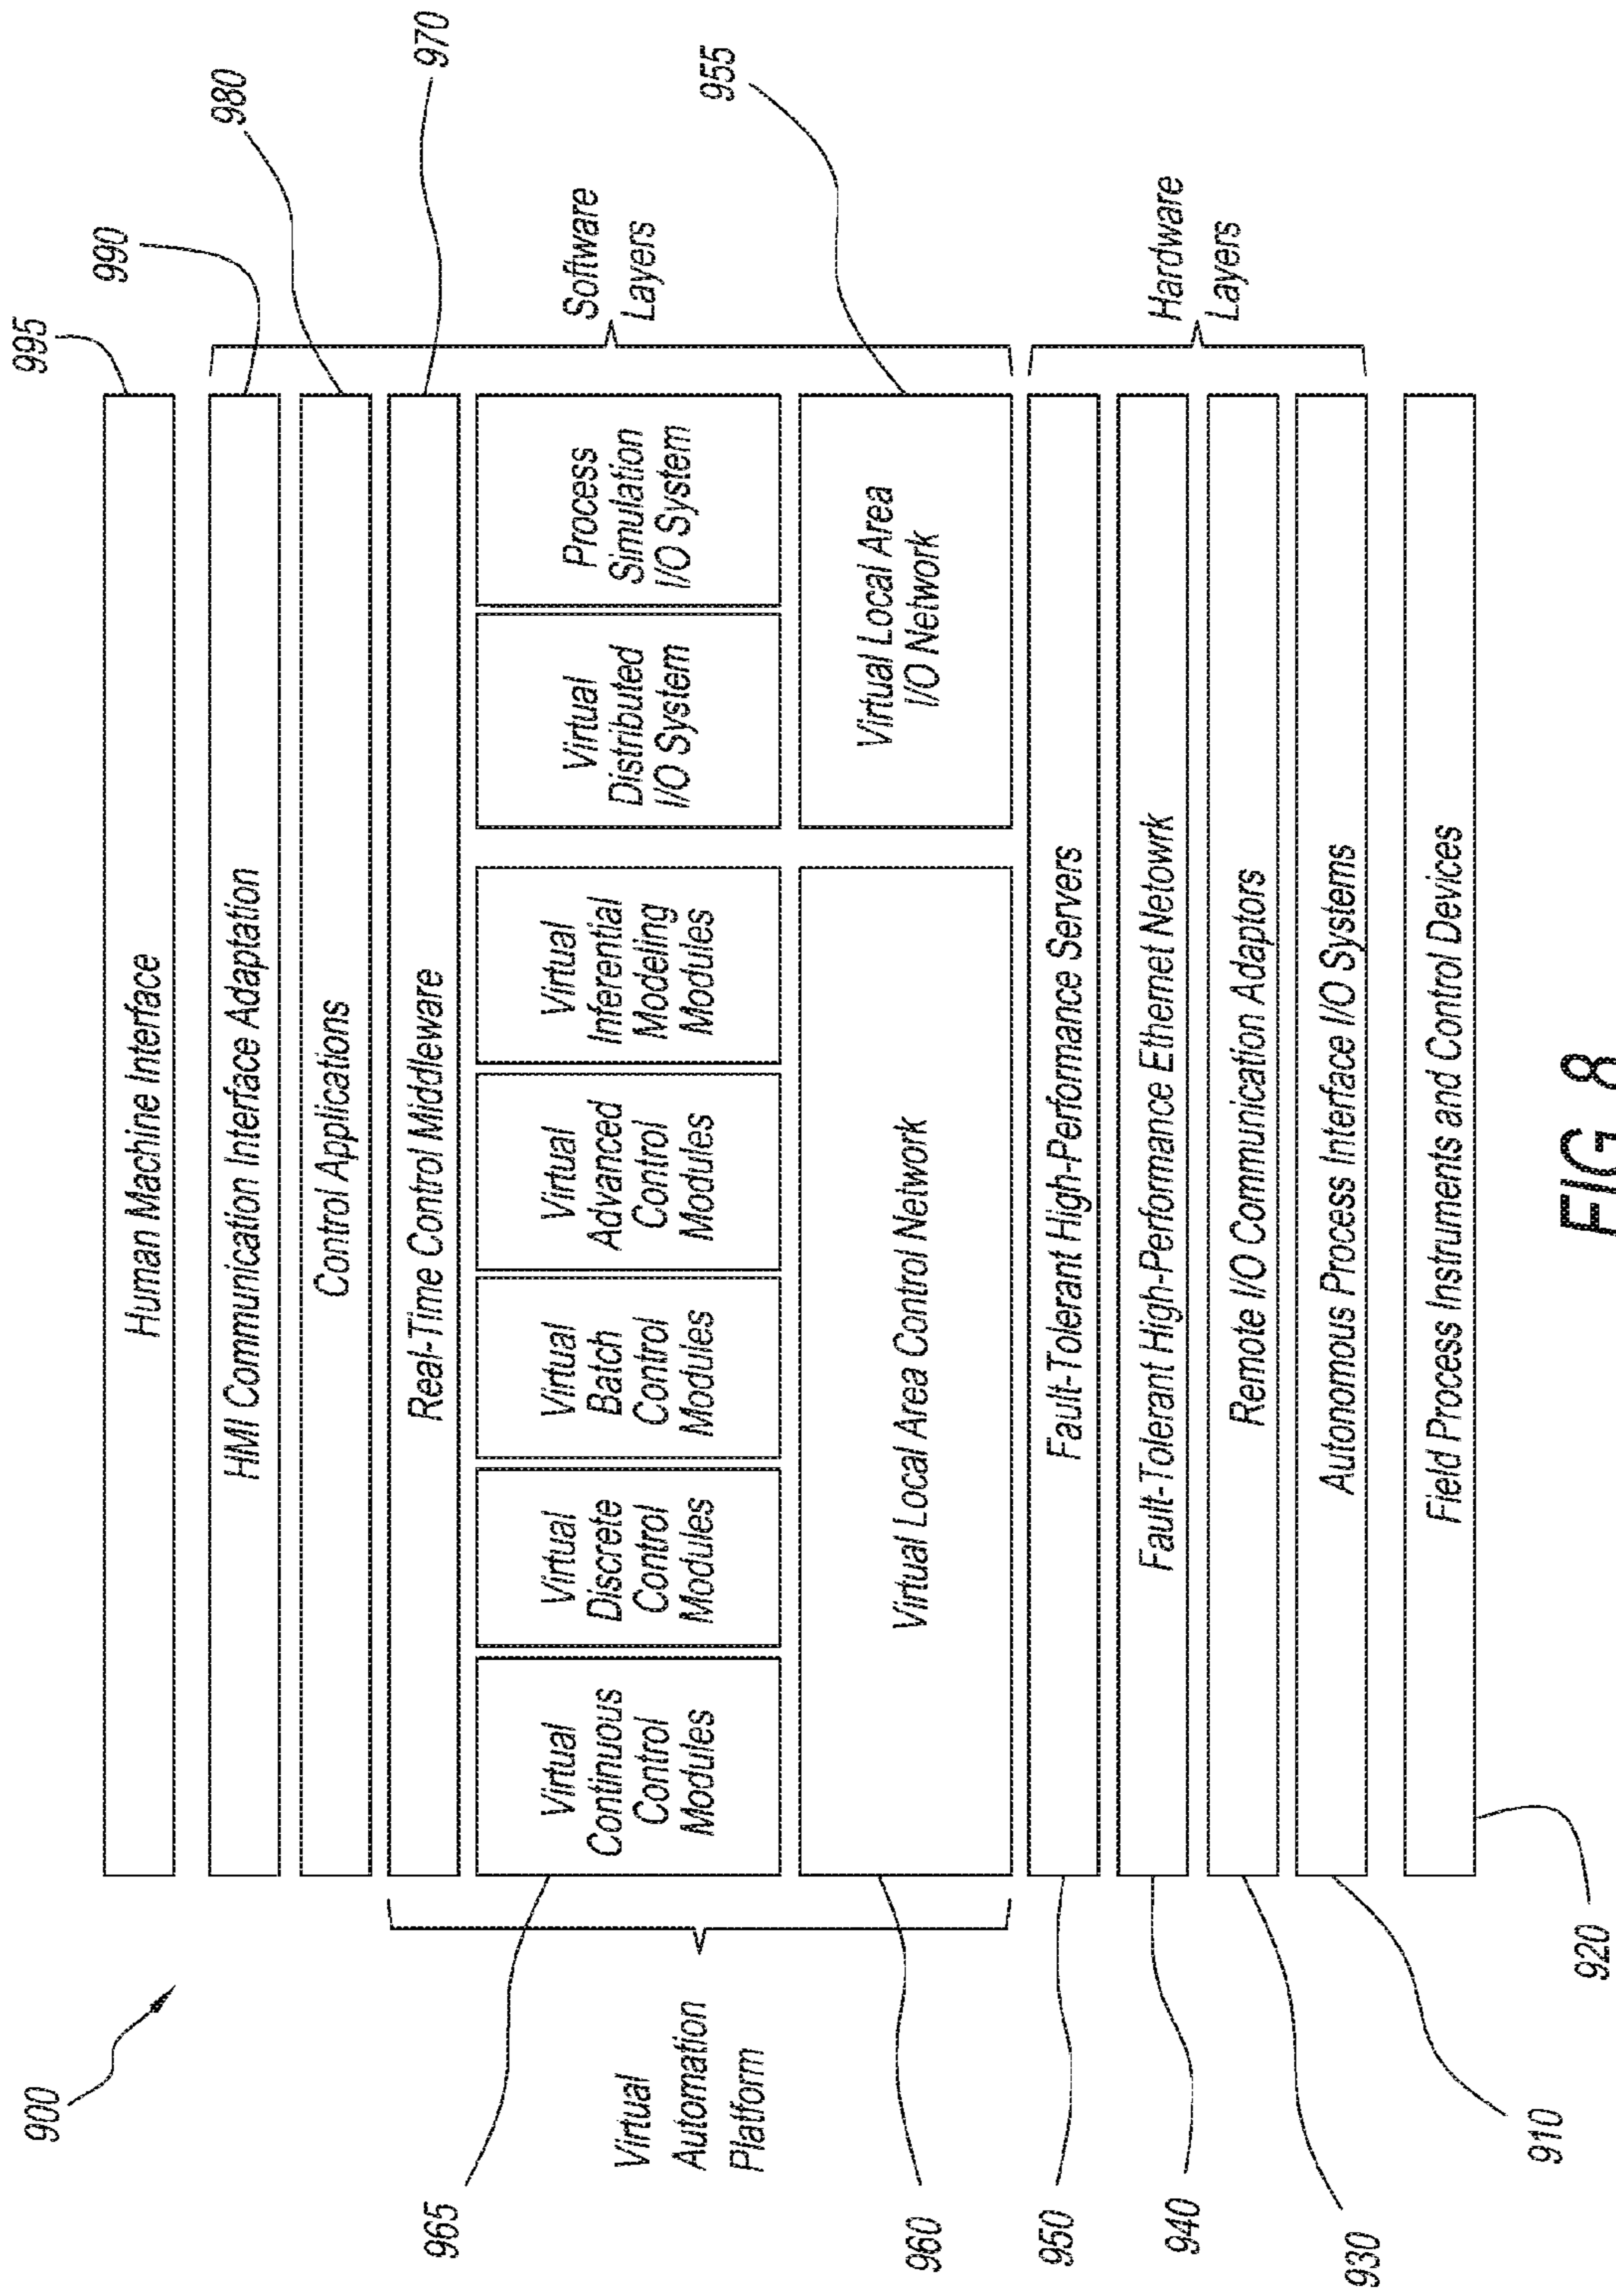 900
995
990
980
970
955
Human Machine Interface
HMI Communication Interface Adaptation
Control Applications
Real-Time Control Middleware
Virtual
Automation
Platform
965
Virtual
Continuous
Control
Modules
Virtual
Discrete
Control
Modules
Virtual
Batch
Control
Modules
Virtual
Advanced
Control
Modules
Virtual
Inferential
Modeling
Modules
Virtual
Distributed
I/O System
Process
Simulation
I/O System
Software
Layers
960
Virtual Local Area Control Network
Virtual Local Area
I/O Network
950
Fault-Tolerant High-Performance Servers
940
Fault-Tolerant High-Performance Ethernet Netowrk
930
Remote I/O Communication Adaptors
910
Autonomous Process Interface I/O Systems
Hardware
Layers
920
Field Process Instruments and Control Devices
FIG 8